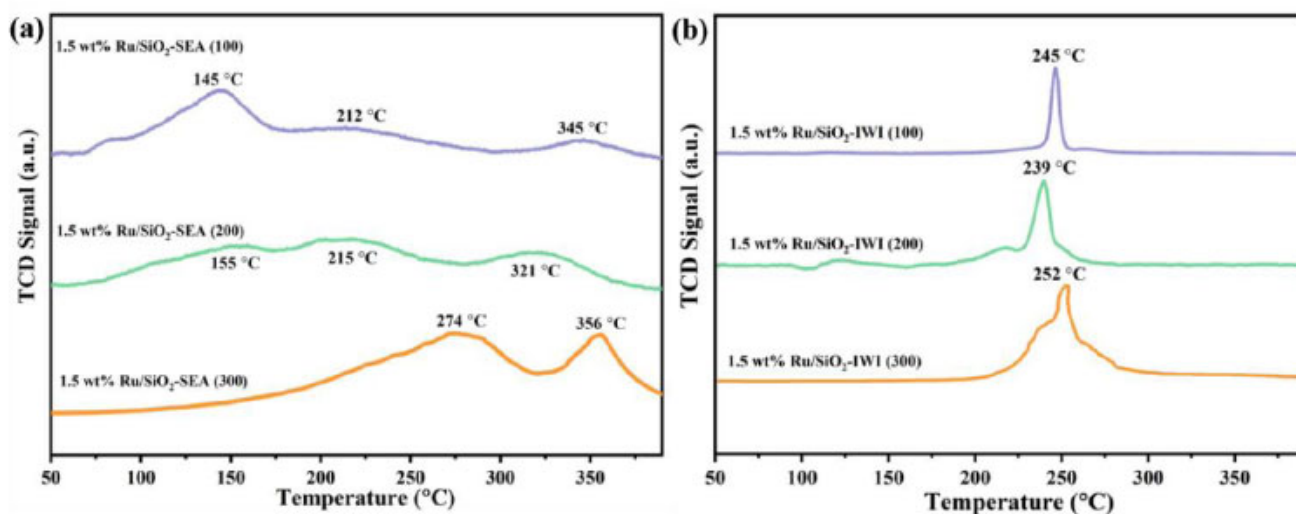 (a)
1.5 wt% Ru/SiO₂-SEA (100)
145 °C
212 °C
345 °C
1.5 wt% Ru/SiO₂-SEA (200)
155 °C
215 °C
321 °C
274 °C
356 °C
1.5 wt% Ru/SiO₂-SEA (300)
TCD Signal (a.u.)
50 100 150 200 250 300 350
Temperature (°C)
(b)
245 °C
1.5 wt% Ru/SiO₂-IWI (100)
239 °C
1.5 wt% Ru/SiO₂-IWI (200)
252 °C
1.5 wt% Ru/SiO₂-IWI (300)
TCD Signal (a.u.)
50 100 150 200 250 300 350
Temperature (°C)